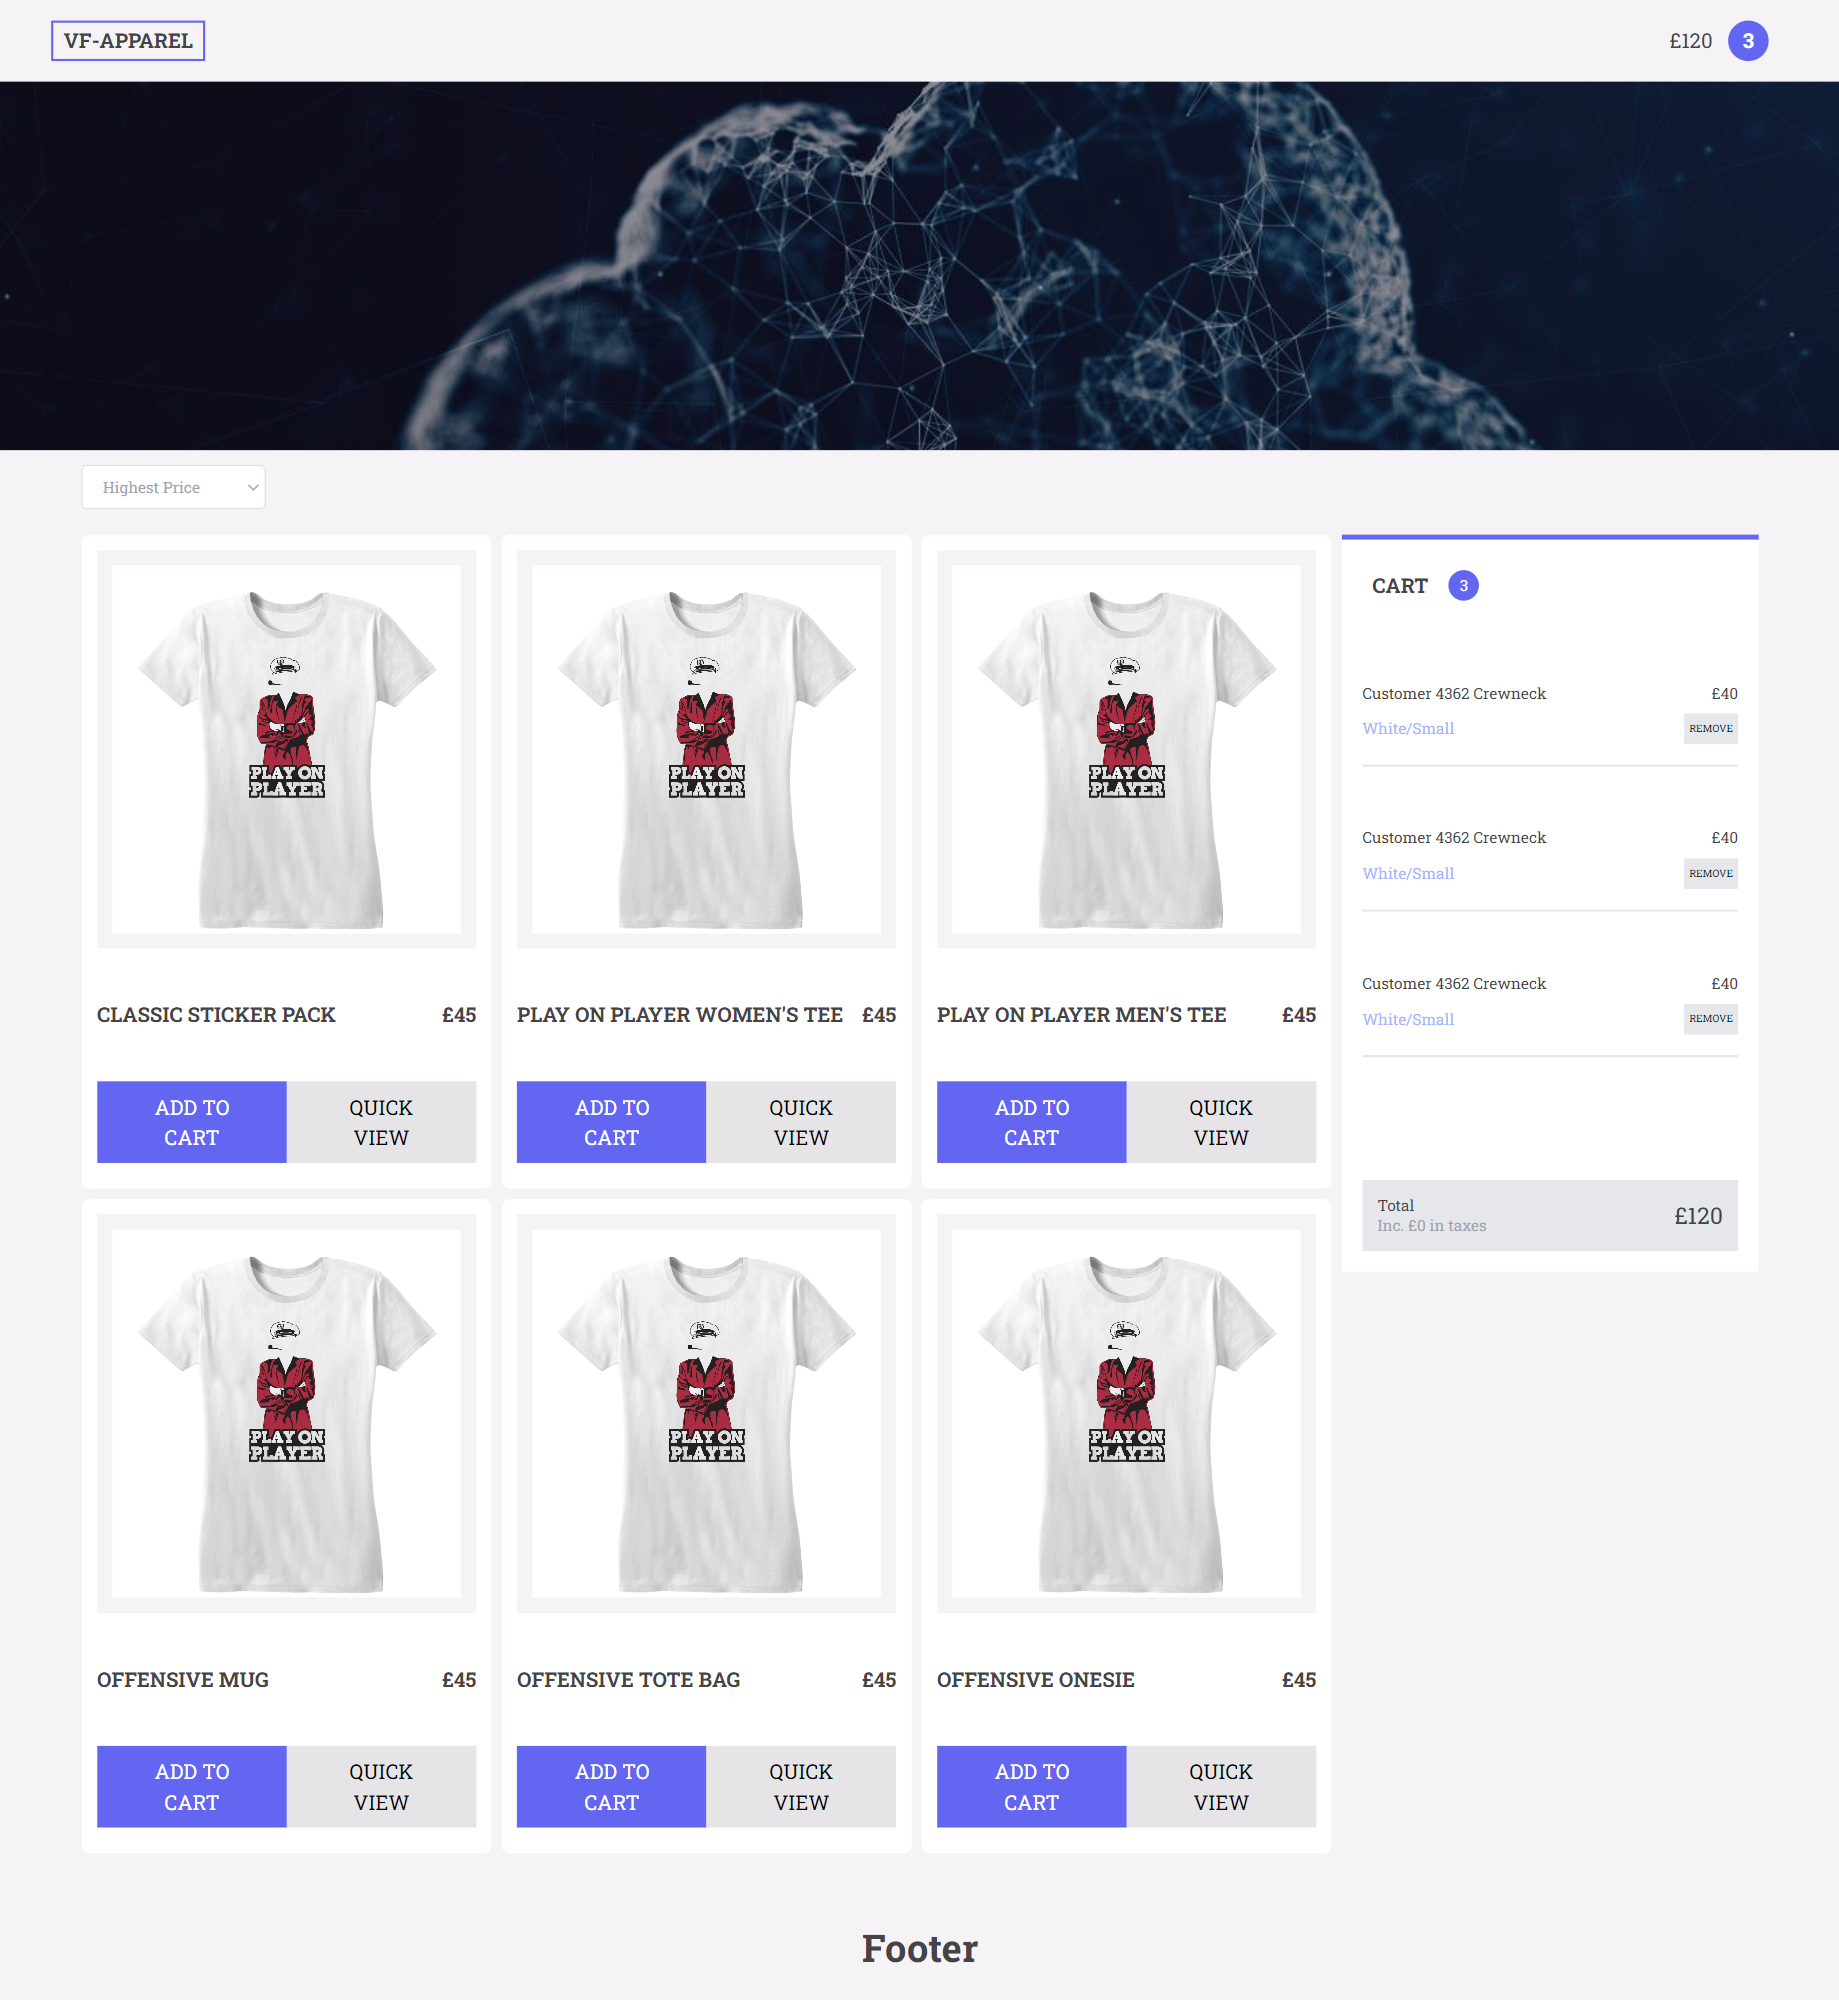 VF-APPAREL
£120 3
Highest Price
PLAY ON
PLAYER
CLASSIC STICKER PACK £45
ADD TO
CART
QUICK
VIEW
PLAY ON
PLAYER
PLAY ON PLAYER WOMEN'S TEE £45
ADD TO
CART
QUICK
VIEW
PLAY ON
PLAYER
PLAY ON PLAYER MEN'S TEE £45
ADD TO
CART
QUICK
VIEW
CART 3
Customer 4362 Crewneck £40
White/Small REMOVE
Customer 4362 Crewneck £40
White/Small REMOVE
Customer 4362 Crewneck £40
White/Small REMOVE
Total
Inc. £0 in taxes
£120
PLAY ON
PLAYER
OFFENSIVE MUG £45
ADD TO
CART
QUICK
VIEW
PLAY ON
PLAYER
OFFENSIVE TOTE BAG £45
ADD TO
CART
QUICK
VIEW
PLAY ON
PLAYER
OFFENSIVE ONESIE £45
ADD TO
CART
QUICK
VIEW
Footer